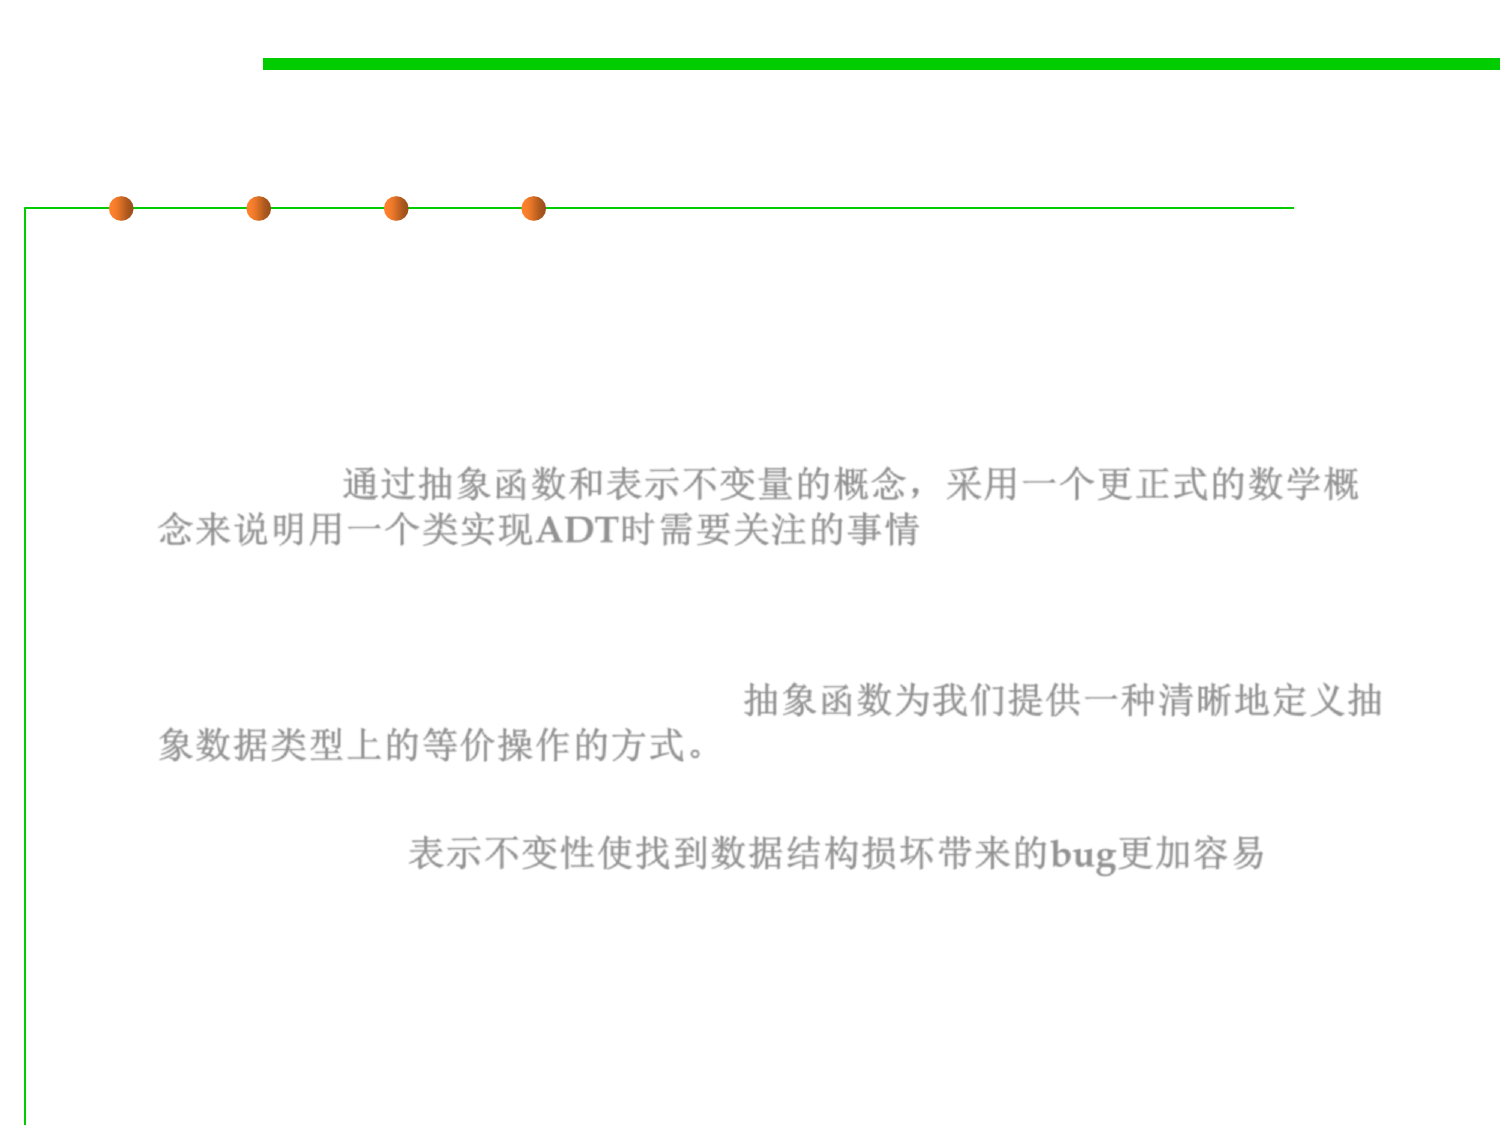 通过抽象函数和表示不变量的概念，采用一个更正式的数学概
念来说明用一个类实现ADT时需要关注的事情
抽象函数为我们提供一种清晰地定义抽
象数据类型上的等价操作的方式。
表示不变性使找到数据结构损坏带来的bug更加容易